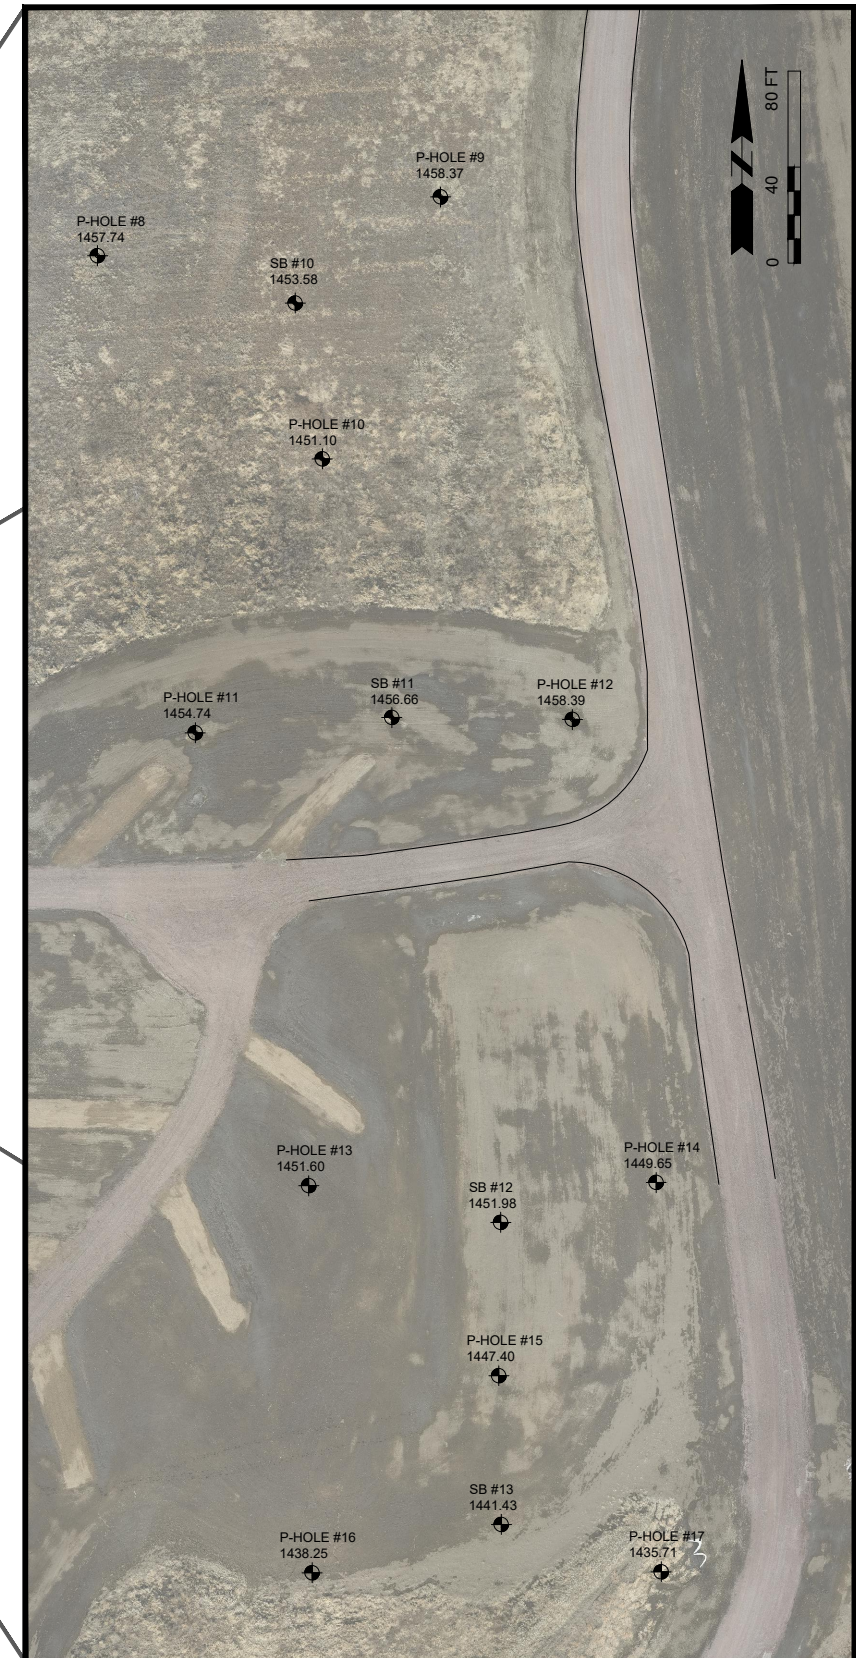 80 FT
40
0
N
P-HOLE #9
1458.37
P-HOLE #8
1457.74
SB #10
1453.58
P-HOLE #10
1451.10
SB #11
1456.66
P-HOLE #12
1458.39
P-HOLE #11
1454.74
P-HOLE #14
1449.65
P-HOLE #13
1451.60
SB #12
1451.98
P-HOLE #15
1447.40
SB #13
1441.43
P-HOLE #16
1438.25
P-HOLE #17
1435.71
3